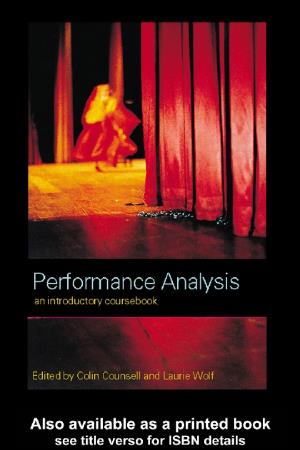 Performance Analysis
an introductory coursebook
Edited by Colin Counsell and Laurie Wolf
Also available as a printed book
see title verso for ISBN details